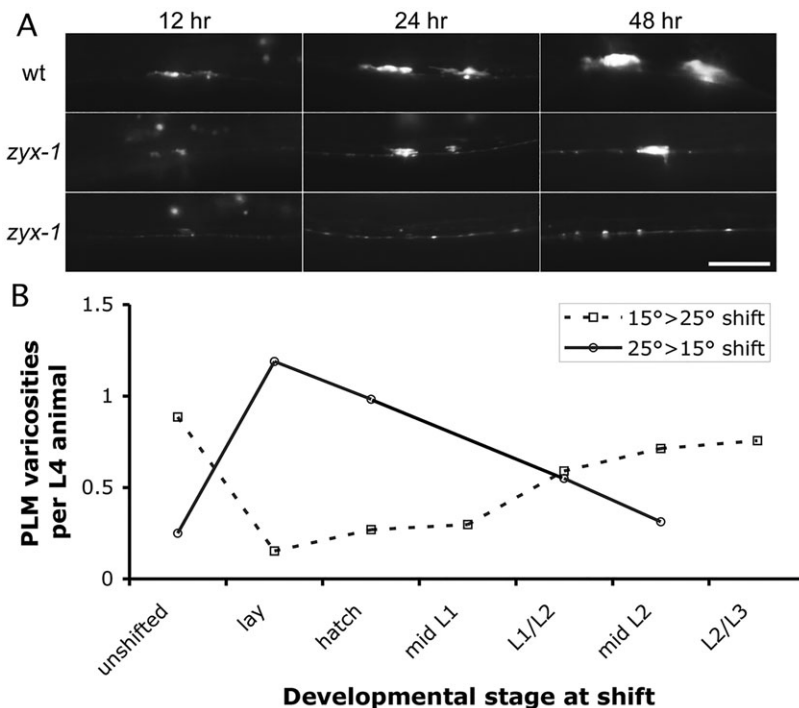 A
12 hr 24 hr 48 hr
wt
zyx-1
zyx-1
B
1.5
1
0.5
0
PLM varicosities
per L4 animal
15°>25° shift
25°>15° shift
unshifted
lay
hatch
mid L1
L1/L2
mid L2
L2/L3
Developmental stage at shift